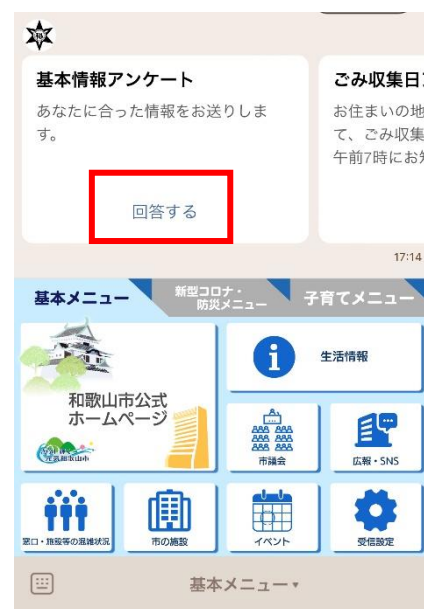 基本情報アンケート
あなたに合った情報をお送りしま
す。
回答する
ごみ収集日
お住まいの地
て、ごみ収集
午前7時にお
17:14
基本メニュー
新型コロナ・
防災メニュー
子育てメニュー
和歌山市公式
ホームページ
生活情報
市議会
広報・SNS
窓口・施設等の混雑状況
市の施設
イベント
受信設定
基本メニュー▾